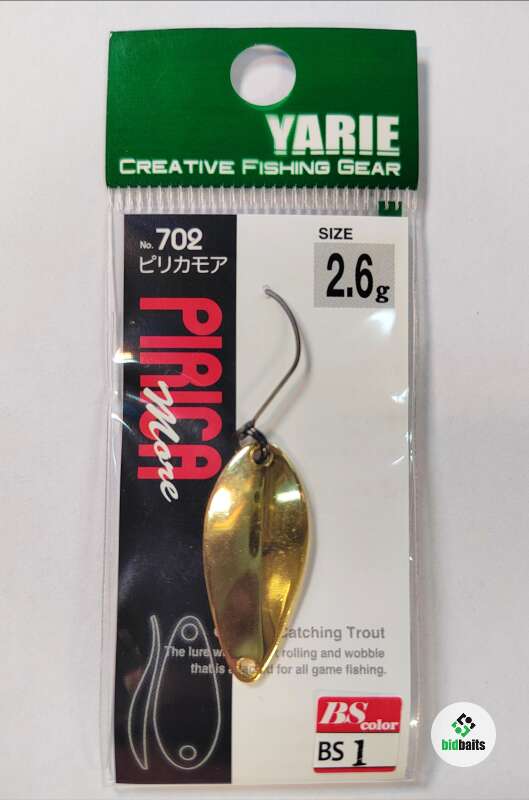 YARIE
CREATIVE FISHING GEAR
E
No. 702
ピリカモア
SIZE
2.6g
PIRICA
More
Catching Trout
The lure w rolling and wobble
that is for all game fishing.
BS color
BS 1
bidbaits